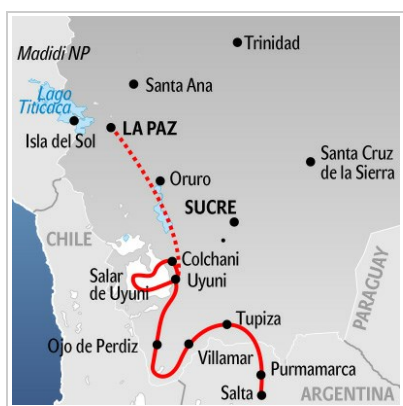 Trinidad
Madidi NP
Santa Ana
Lago
Titicaca
LA PAZ
Isla del Sol
Santa Cruz
de la Sierra
Oruro
SUCRE
CHILE
PARAGUAY
Colchani
Salar
de Uyuni
Uyuni
Tupiza
Ojo de Perdiz
Villamar
Purmamarca
Salta
ARGENTINA